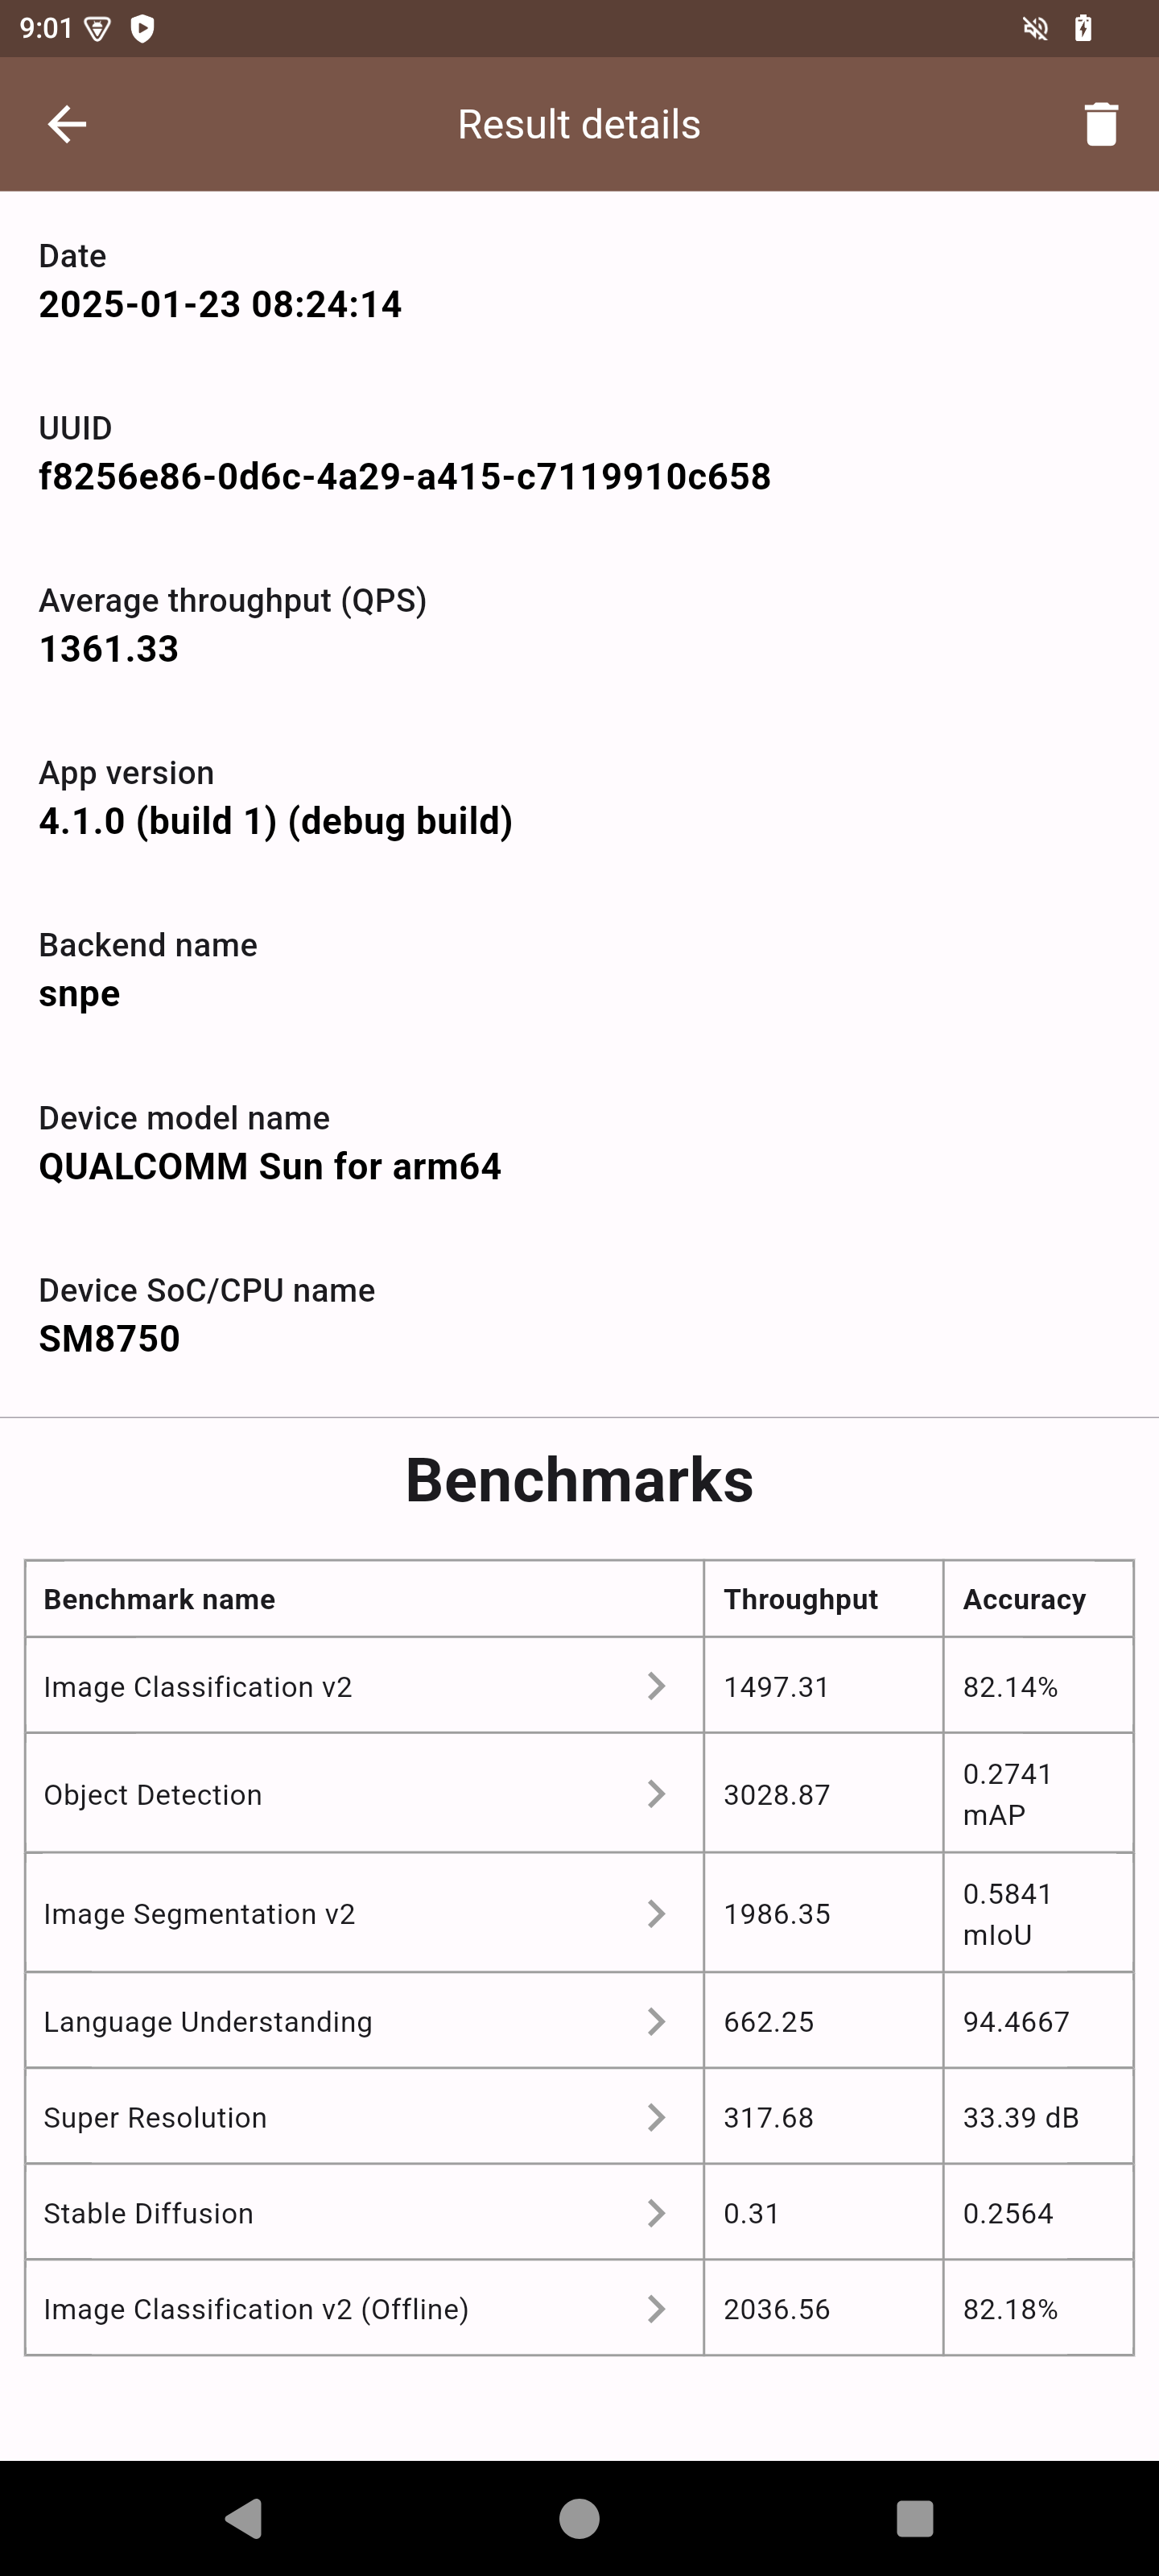 9:01
Result details
Date
2025-01-23 08:24:14
UUID
f8256e86-0d6c-4a29-a415-c7119910c658
Average throughput (QPS)
1361.33
App version
4.1.0 (build 1) (debug build)
Backend name
snpe
Device model name
QUALCOMM Sun for arm64
Device SoC/CPU name
SM8750
Benchmarks
Benchmark name Throughput Accuracy
Image Classification v2 1497.31 82.14%
Object Detection 3028.87 0.2741
mAP
Image Segmentation v2 1986.35 0.5841
mIoU
Language Understanding 662.25 94.4667
Super Resolution 317.68 33.39 dB
Stable Diffusion 0.31 0.2564
Image Classification v2 (Offline) 2036.56 82.18%